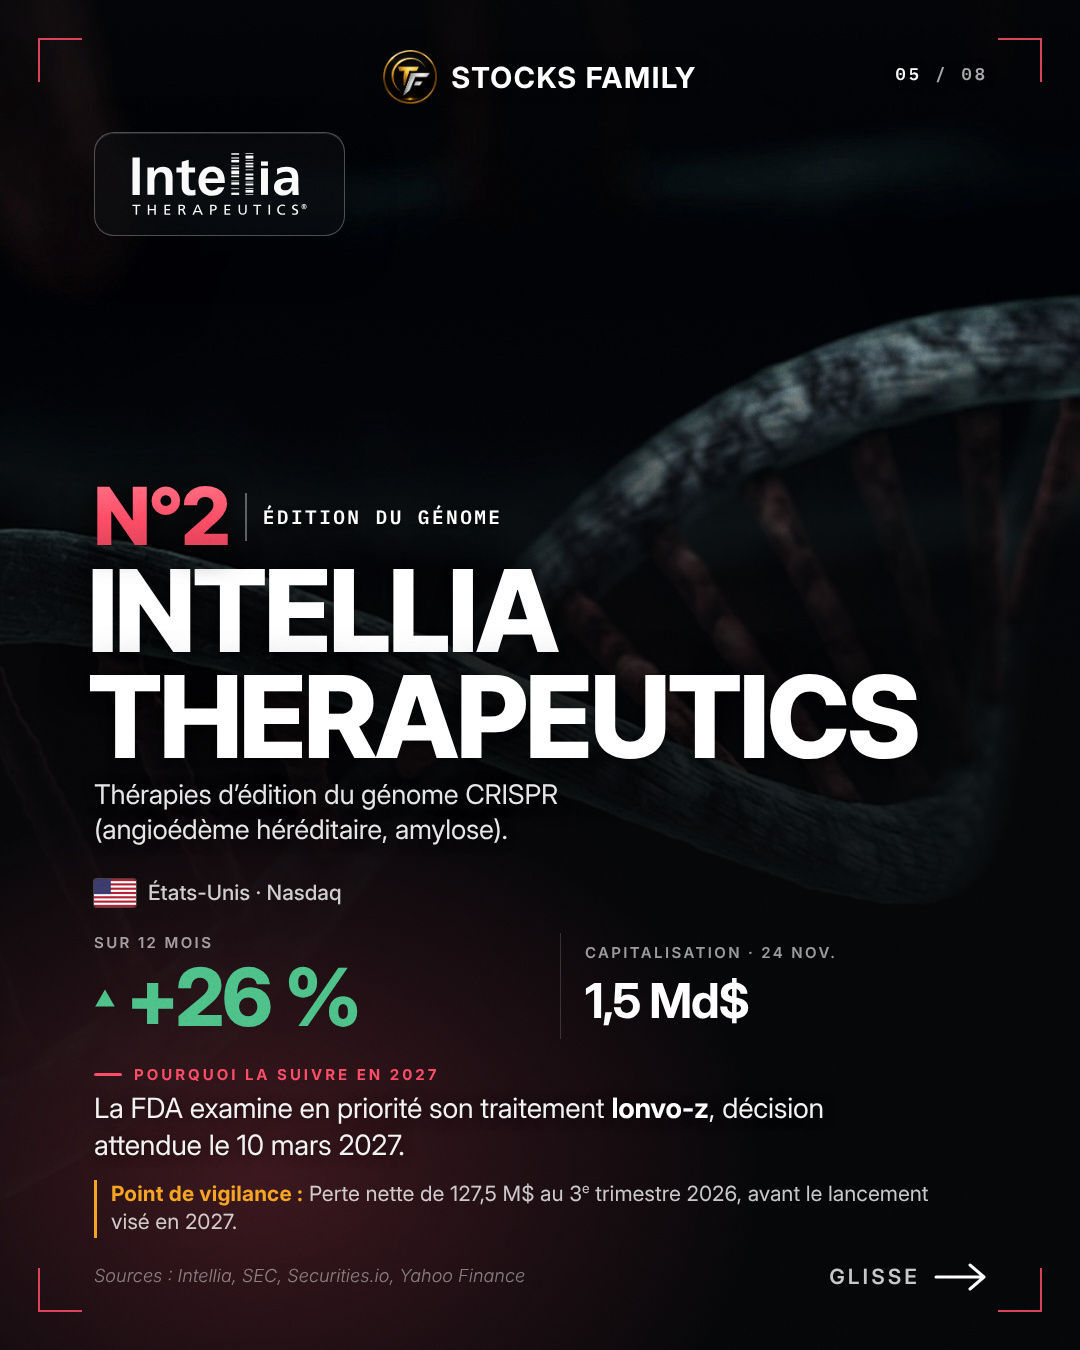 STOCKS FAMILY
05 / 08
Intellia
THERAPEUTICS®
N°2
ÉDITION DU GÉNOME
INTELLIA
THERAPEUTICS
Thérapies d’édition du génome CRISPR
(angioédème héréditaire, amylose).
États-Unis · Nasdaq
SUR 12 MOIS
▲ +26 %
CAPITALISATION · 24 NOV.
1,5 Md$
POURQUOI LA SUIVRE EN 2027
La FDA examine en priorité son traitement lonvo-z, décision
attendue le 10 mars 2027.
Point de vigilance : Perte nette de 127,5 M$ au 3e trimestre 2026, avant le lancement
visé en 2027.
Sources : Intellia, SEC, Securities.io, Yahoo Finance
GLISSE →